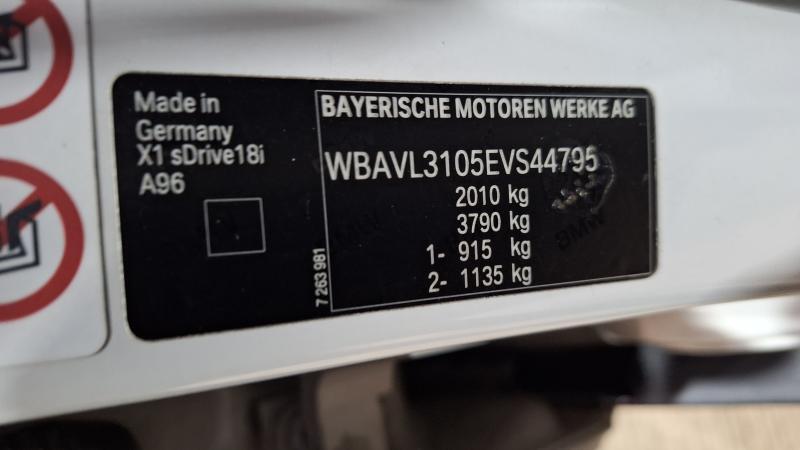 Made in
Germany
X1 sDrive18i
A96
BAYERISCHE MOTOREN WERKE AG
WBAVL3105EVS44795
2010 kg
3790 kg
1- 915 kg
2- 1135 kg
7 263 981
BMW